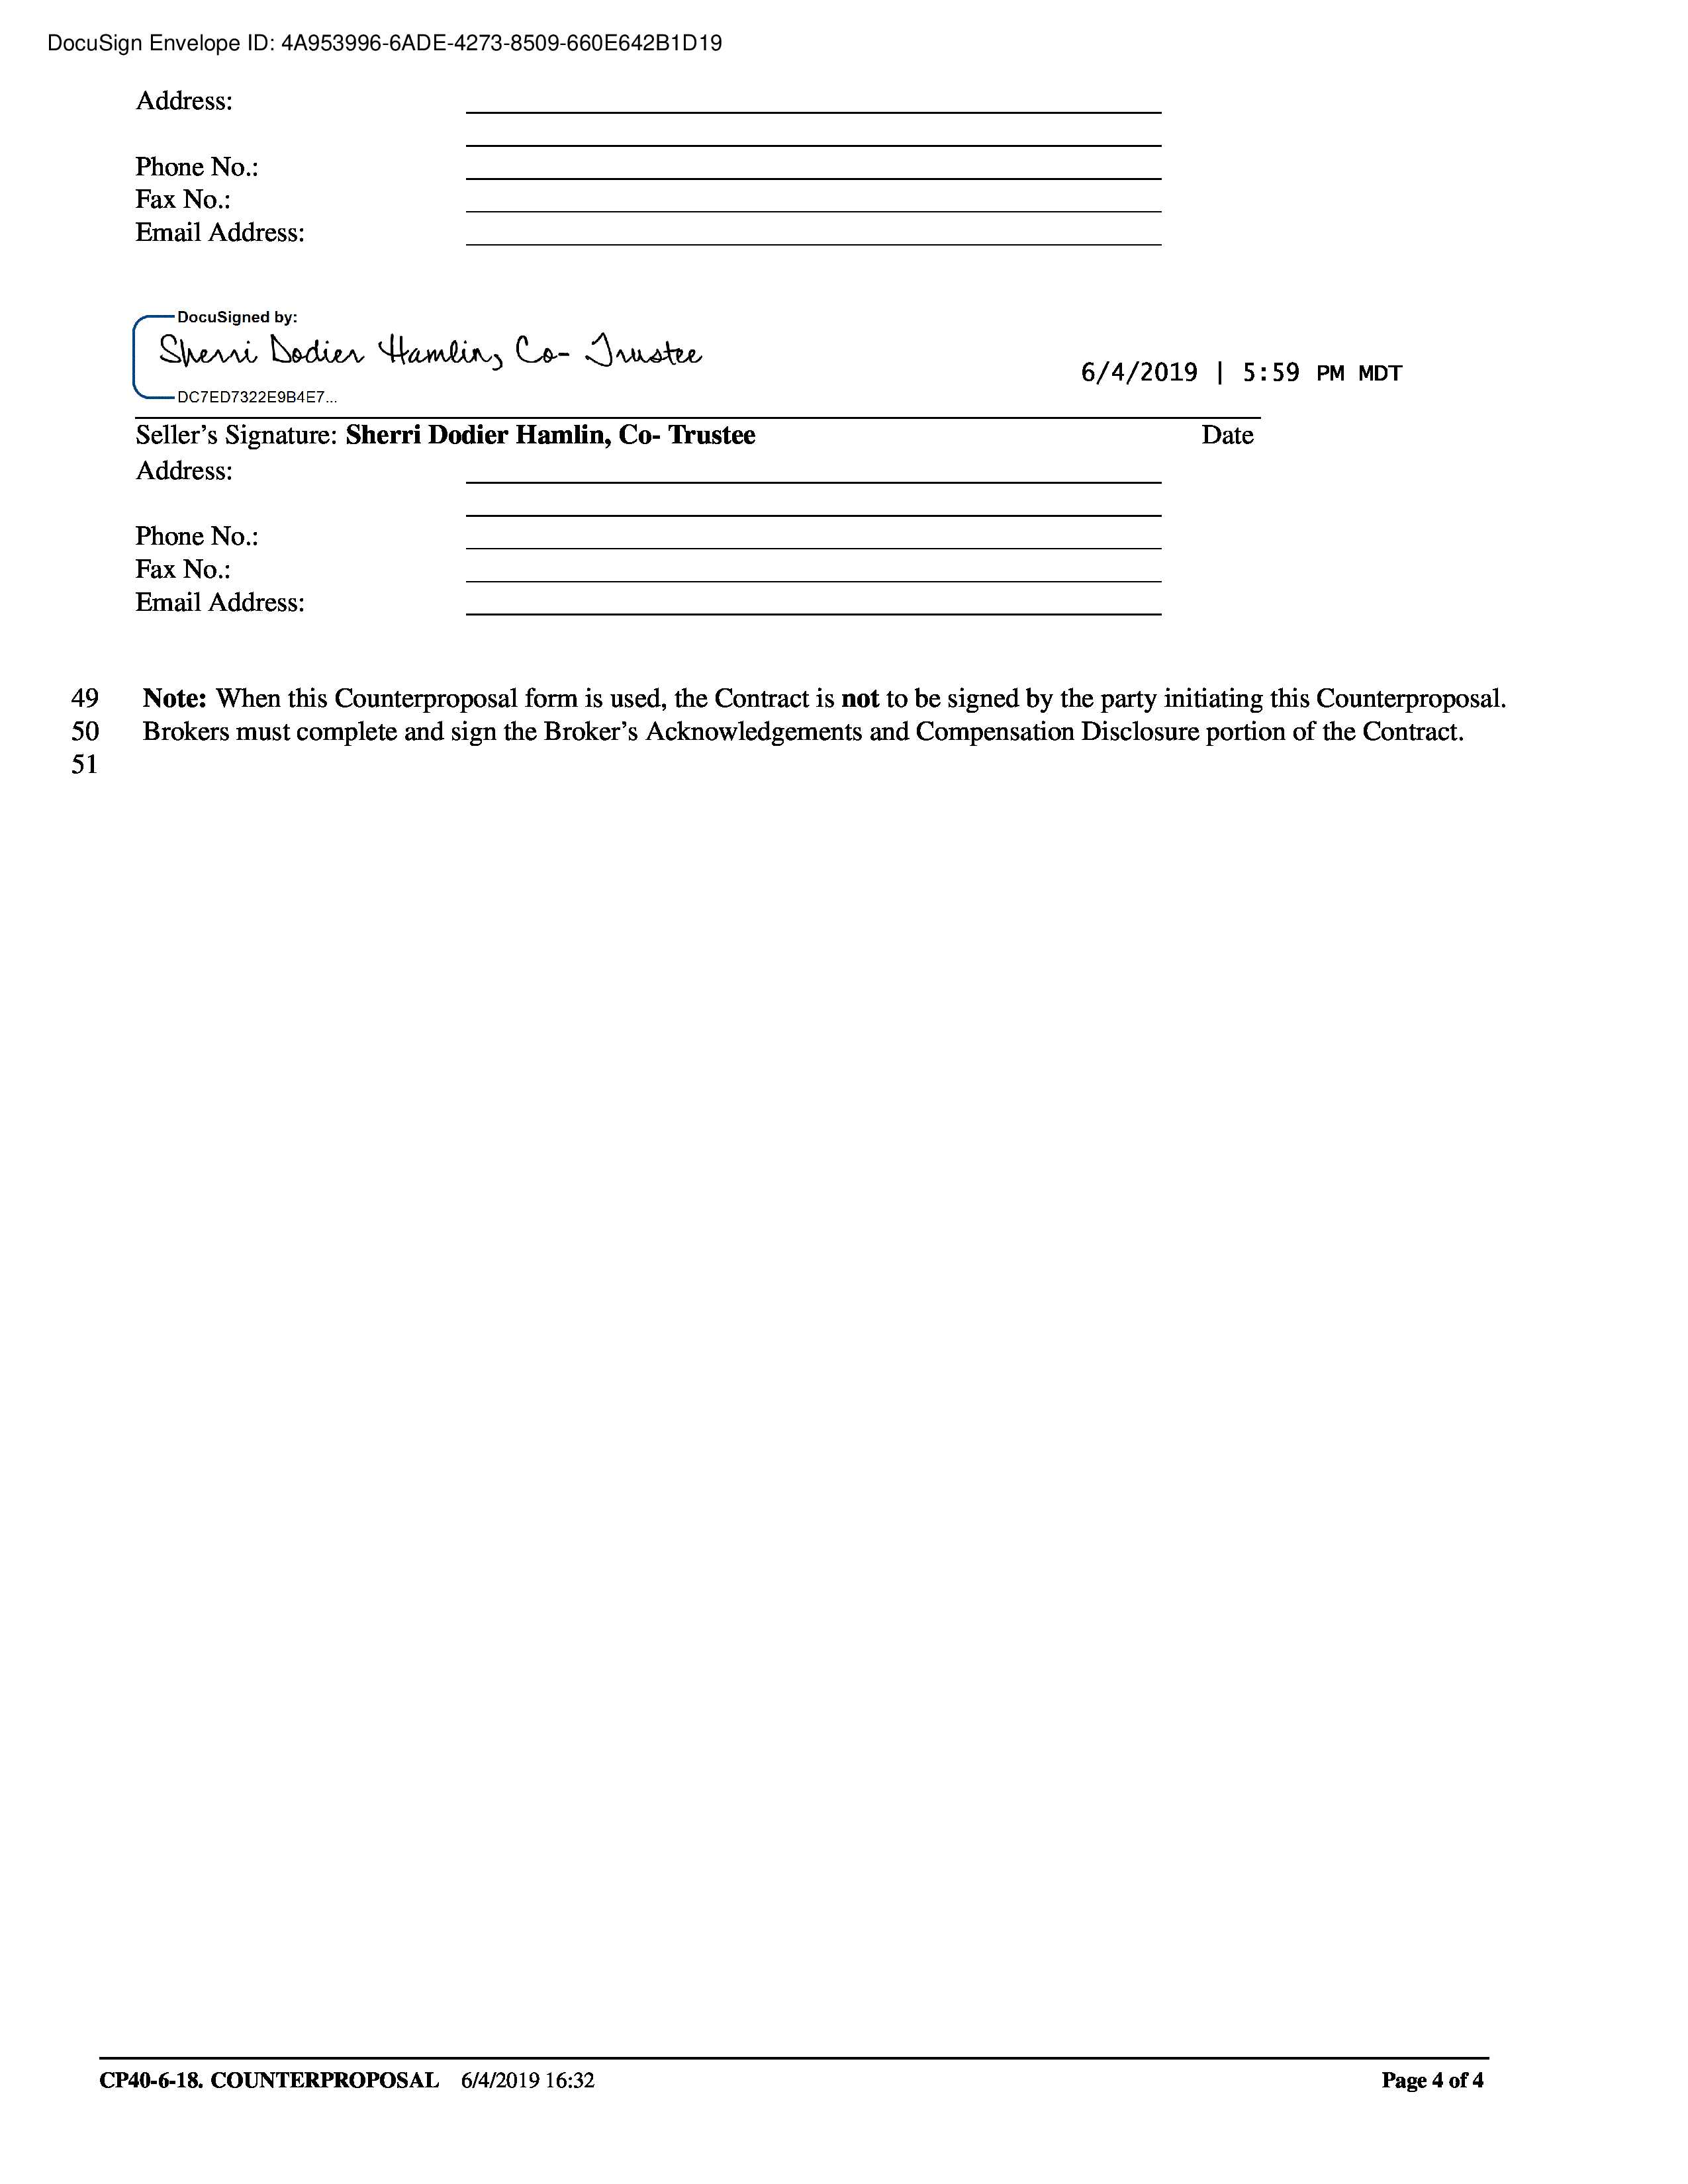 DocuSign Envelope ID: 4A953996-6ADE-4273-8509-660E642B1D19
Address:
Phone No.:
Fax No.:
Email Address:
DocuSigned by:
Sherri Dodier Hamlin, Co- Trustee
6/4/2019 | 5:59 PM MDT
DC7ED7322E9B4E7...
Seller's Signature: Sherri Dodier Hamlin, Co- Trustee Date
Address:
Phone No.:
Fax No.:
Email Address:
49 Note: When this Counterproposal form is used, the Contract is not to be signed by the party initiating this Counterproposal.
50 Brokers must complete and sign the Broker's Acknowledgements and Compensation Disclosure portion of the Contract.
51
CP40-6-18. COUNTERPROPOSAL 6/4/2019 16:32 Page 4 of 4